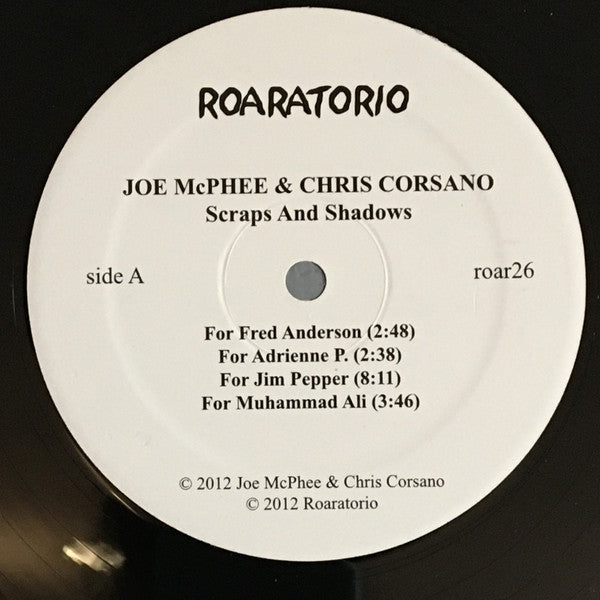 ROARATORIO
JOE McPHEE & CHRIS CORSANO
Scraps And Shadows
side A
roar26
For Fred Anderson (2:48)
For Adrienne P. (2:38)
For Jim Pepper (8:11)
For Muhammad Ali (3:46)
© 2012 Joe McPhee & Chris Corsano
© 2012 Roaratorio